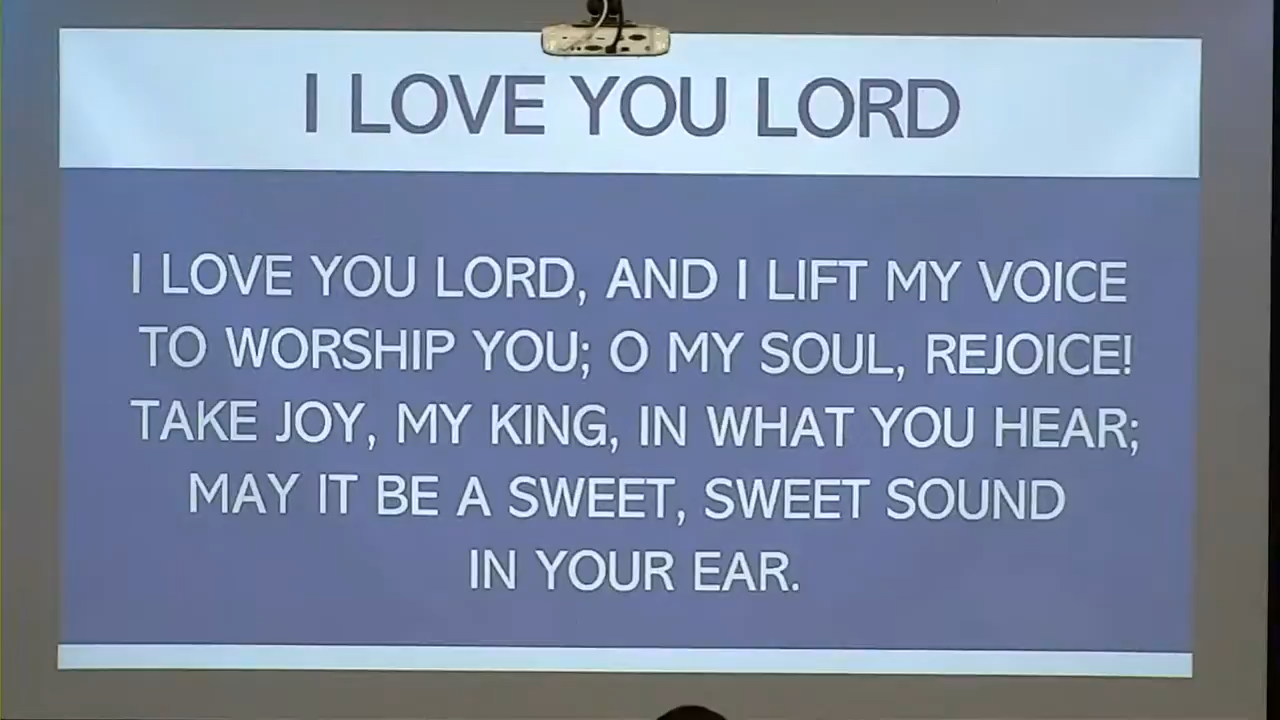 I LOVE YOU LORD
I LOVE YOU LORD, AND I LIFT MY VOICE
TO WORSHIP YOU; O MY SOUL, REJOICE!
TAKE JOY, MY KING, IN WHAT YOU HEAR;
MAY IT BE A SWEET, SWEET SOUND
IN YOUR EAR.